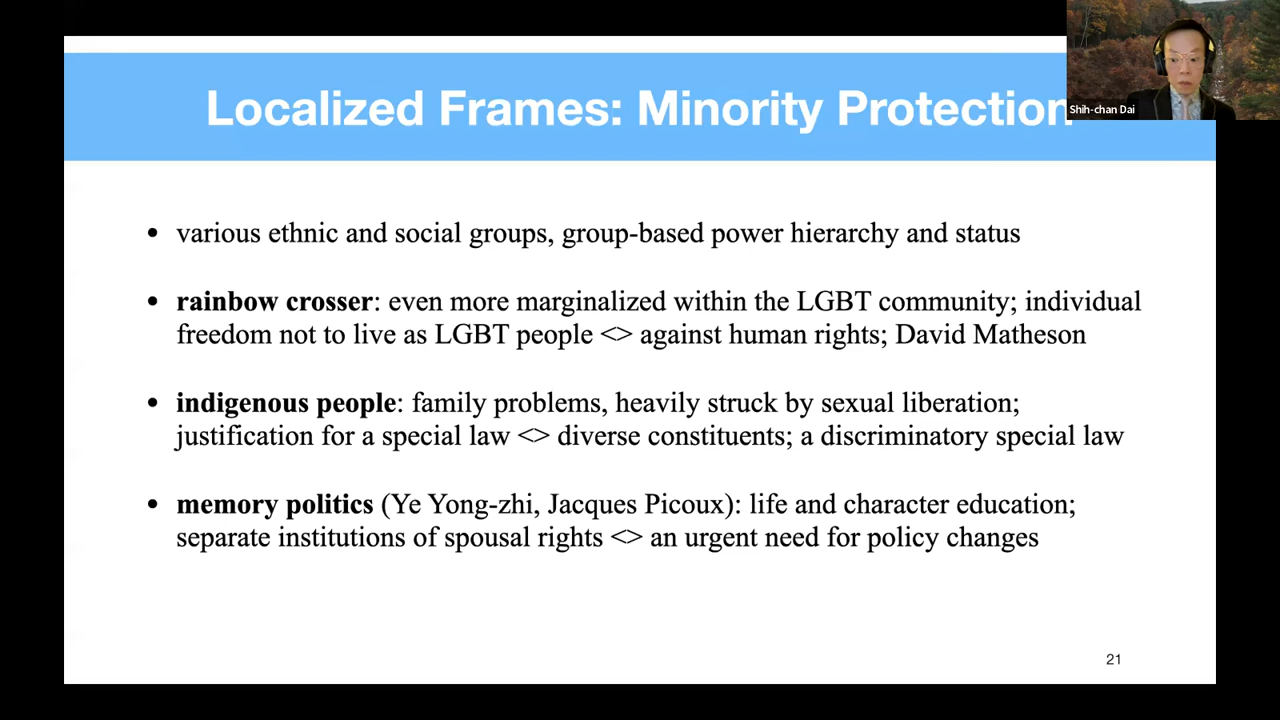 Localized Frames: Minority Protection
Shih-chan Dai
• various ethnic and social groups, group-based power hierarchy and status
• rainbow crosser: even more marginalized within the LGBT community; individual
freedom not to live as LGBT people <> against human rights; David Matheson
• indigenous people: family problems, heavily struck by sexual liberation;
justification for a special law <> diverse constituents; a discriminatory special law
• memory politics (Ye Yong-zhi, Jacques Picoux): life and character education;
separate institutions of spousal rights <> an urgent need for policy changes
21